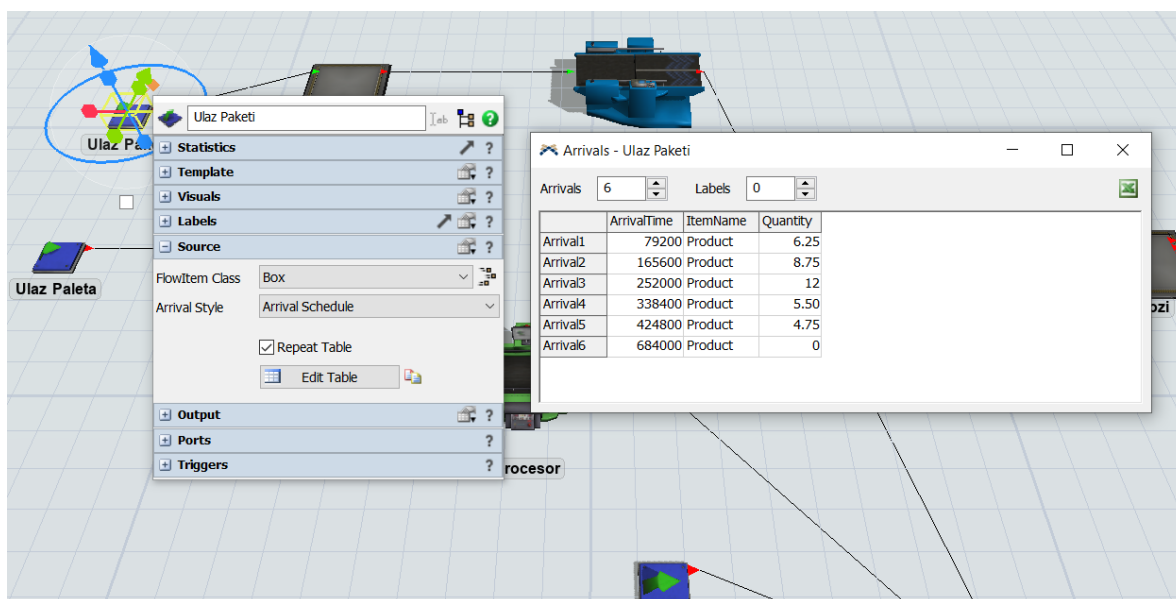 Ulaz Pak
Ulaz Paleta
Ulaz Paketi
Statistics
?
Template
?
Visuals
?
Labels
?
Source
?
FlowItem Class Box
Arrival Style Arrival Schedule
Repeat Table
Edit Table
Output
?
Ports
?
Triggers
?
rocesor
Arrivals - Ulaz Paketi
Arrivals 6 Labels 0
ArrivalTime ItemName Quantity
Arrival1 79200 Product 6.25
Arrival2 165600 Product 8.75
Arrival3 252000 Product 12
Arrival4 338400 Product 5.50
Arrival5 424800 Product 4.75
Arrival6 684000 Product 0
ozi